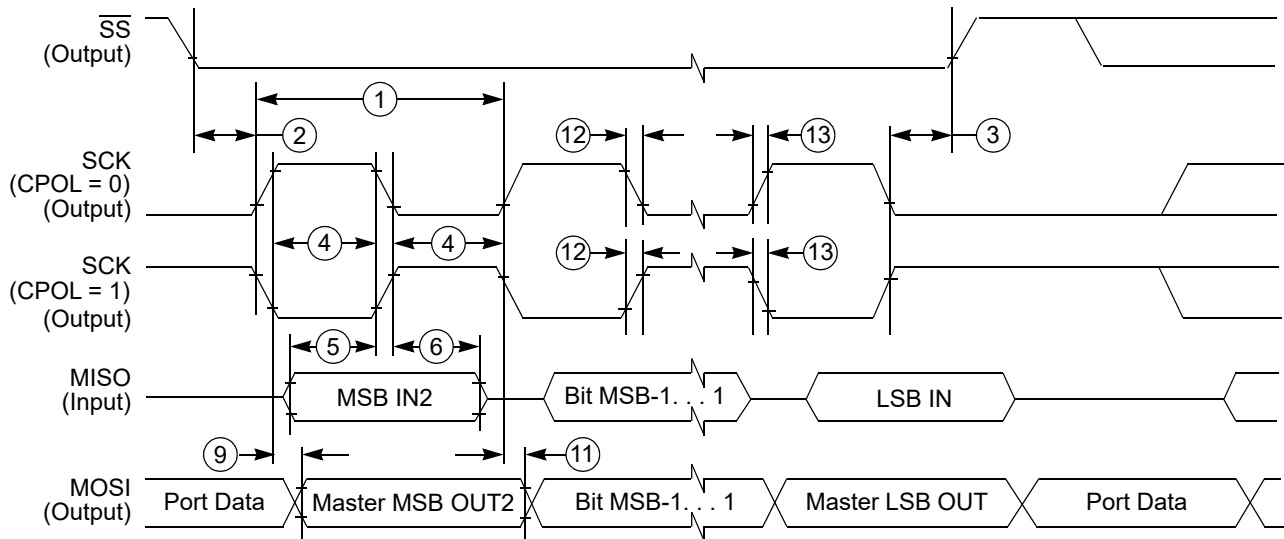 SS
(Output)
1
2
12
13
3
SCK
(CPOL = 0)
(Output)
4
4
SCK
(CPOL = 1)
(Output)
12
13
5
6
MISO
(Input)
MSB IN2
Bit MSB-1. . . 1
LSB IN
9
11
MOSI
(Output)
Port Data
Master MSB OUT2
Bit MSB-1. . . 1
Master LSB OUT
Port Data